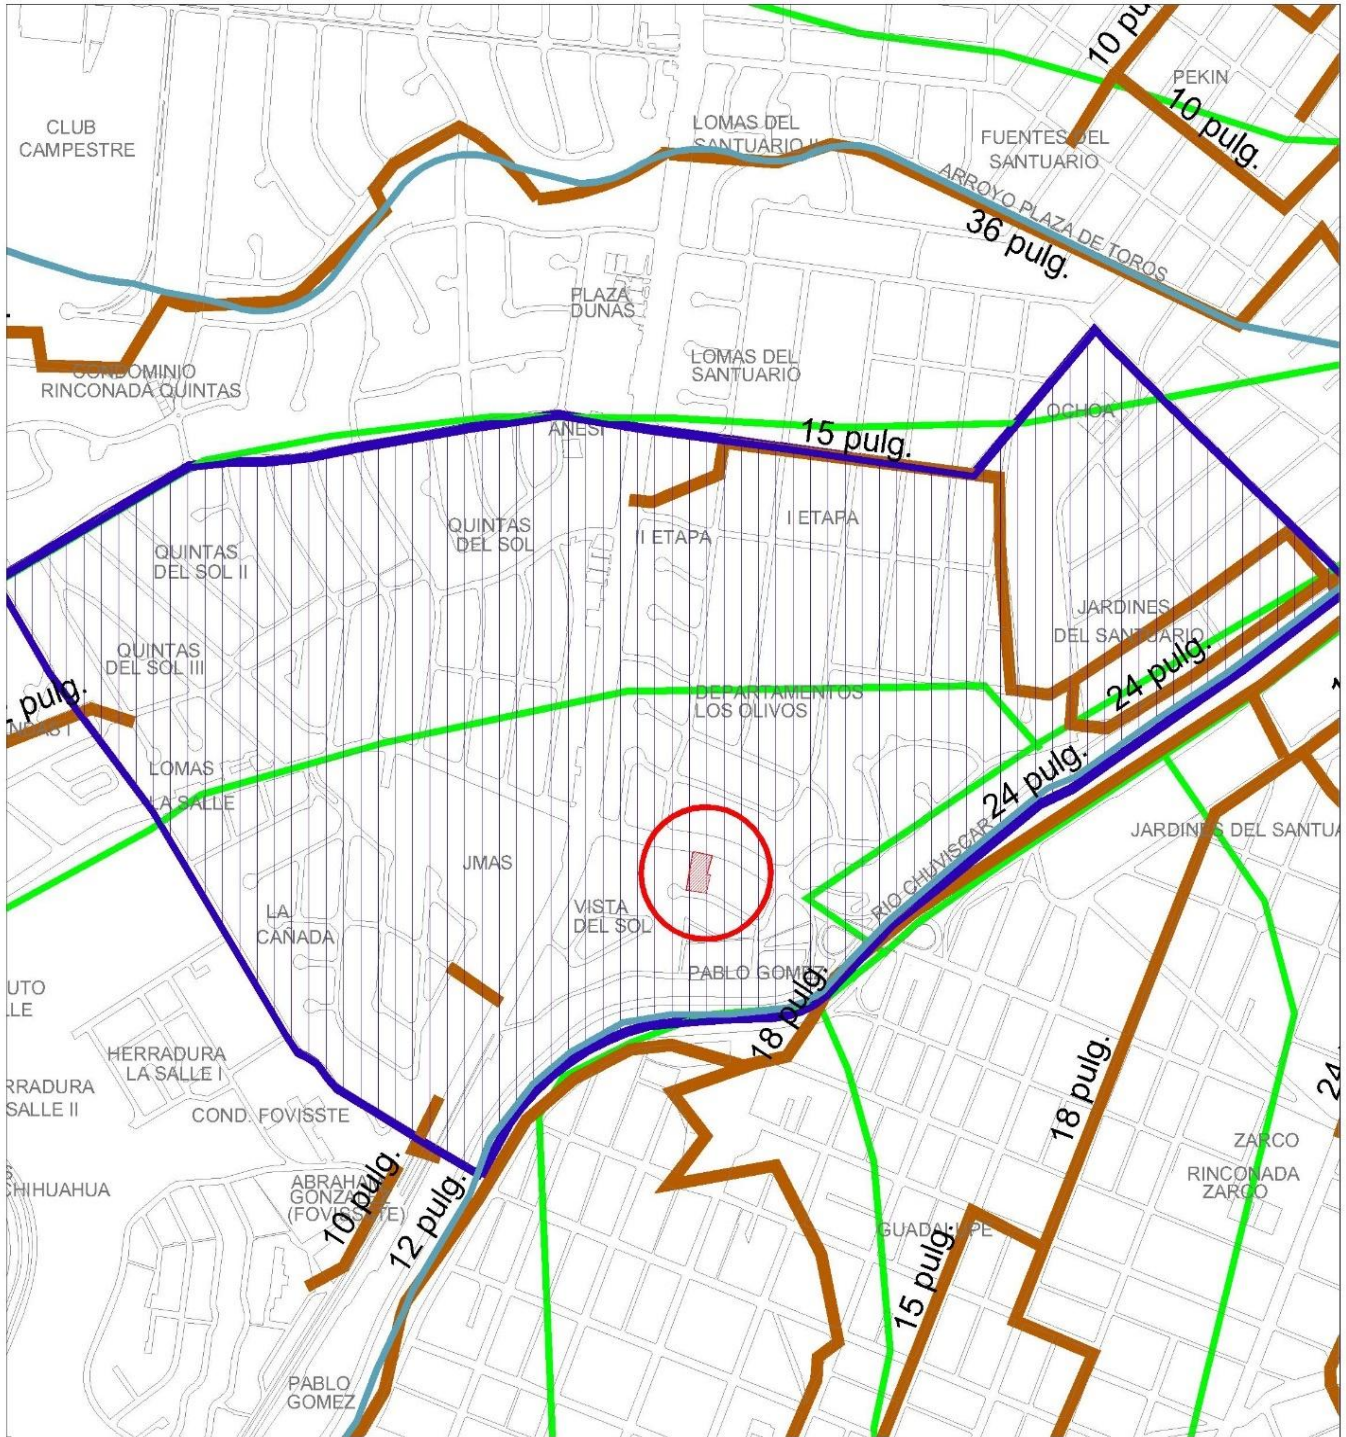 10 pu
PEKIN
10 pulg.
CLUB
CAMPESTRE
LOMAS DEL
SANTUARIO II
FUENTES DEL
SANTUARIO
ARROYO PLAZA DE TOROS
36 pulg.
PLAZA
DUNAS
LOMAS DEL
SANTUARIO
CONDOMINIO
RINCONADA QUINTAS
OCHOA
ANESI
15 pulg.
QUINTAS
DEL SOL
I ETAPA
II ETAPA
QUINTAS
DEL SOL II
JARDINES
DEL SANTUARIO
QUINTAS
DEL SOL III
pulg.
24 pulg.
DEPARTAMENTOS
LOS OLIVOS
LOMAS
LA SALLE
24 pulg.
RIO CHUVISCAR
JARDINES DEL SANTUA
JMAS
VISTA
DEL SOL
LA
CAÑADA
PABLO GOMEZ
UTO
LLE
18 pulg.
HERRADURA
LA SALLE I
RRADURA
SALLE II
18 pulg.
24
COND. FOVISSTE
ZARCO
RINCONADA
ZARCO
CHIHUAHUA
ABRAHA
GONZA
(FOVISSTE)
10 pulg.
12 pulg.
GUADALUPE
15 pulg.
PABLO
GOMEZ